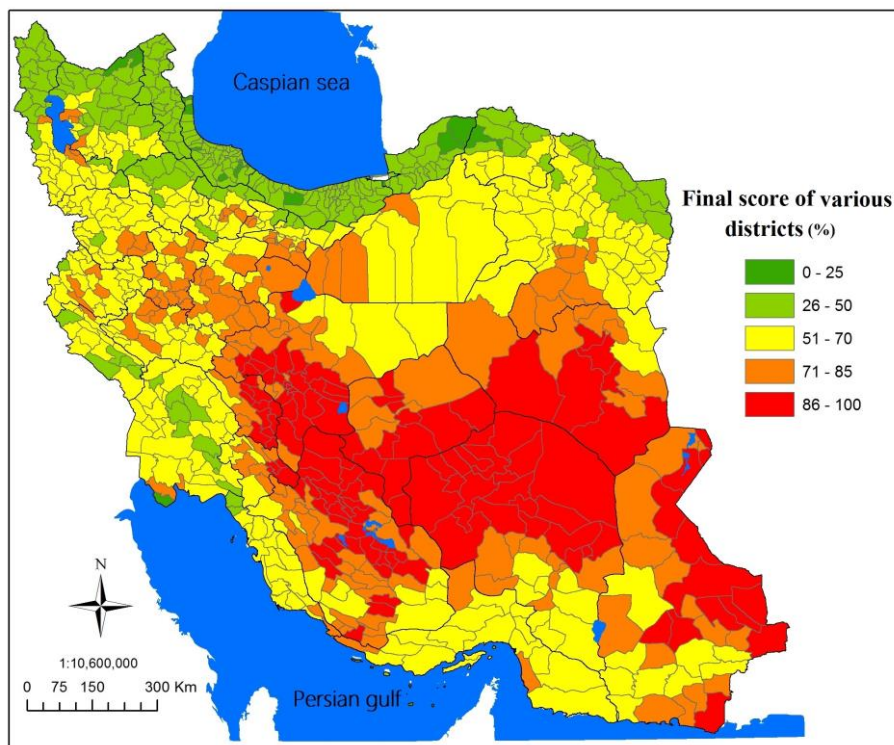 Caspian sea
Final score of various
districts (%)
0 - 25
26 - 50
51 - 70
71 - 85
86 - 100
N
1:10,600,000
0 75 150 300 Km
Persian gulf